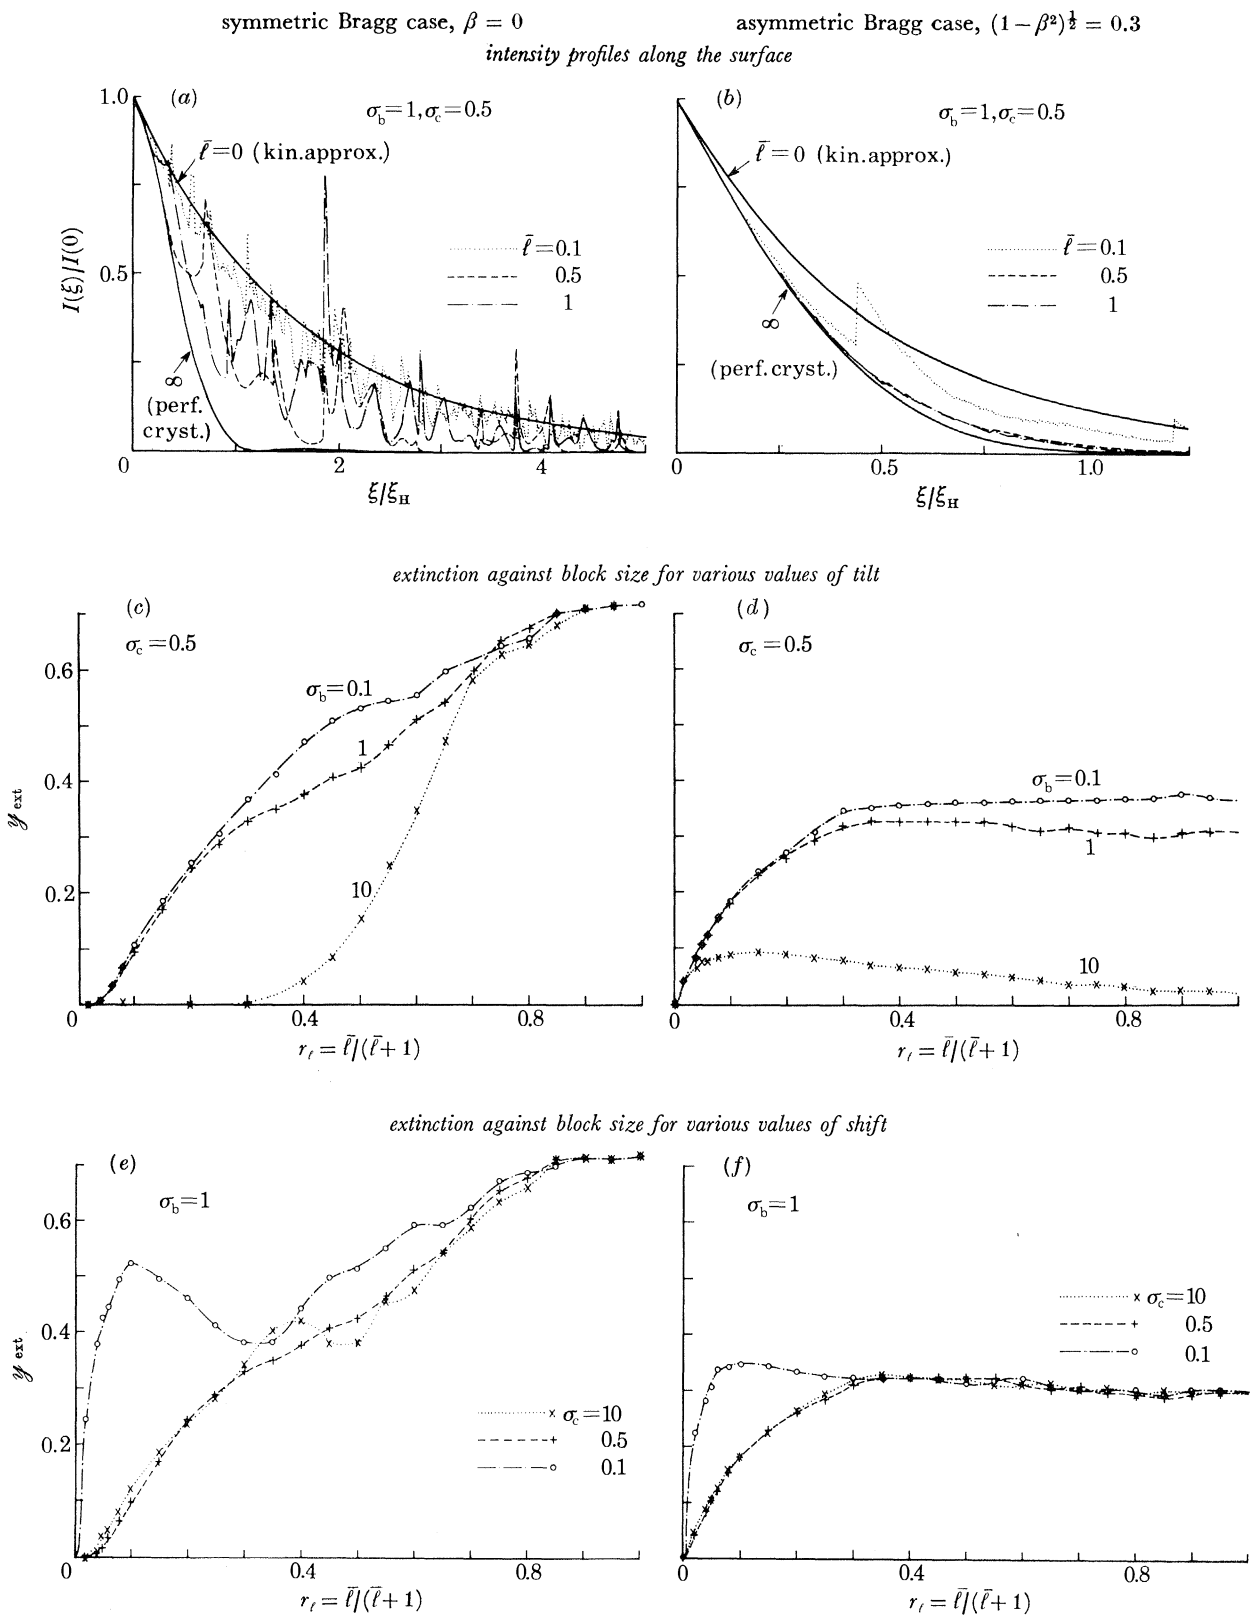 symmetric Bragg case, β = 0
asymmetric Bragg case, (1−β²)^½ = 0.3
intensity profiles along the surface
(a)
1.0
0.5
I(ξ)/I(0)
σ_b=1, σ_c=0.5
ℓ̄=0 (kin.approx.)
ℓ̄=0.1
0.5
1
∞
(perf.
cryst.)
0
2
4
ξ/ξ_H
(b)
σ_b=1, σ_c=0.5
ℓ̄=0 (kin.approx.)
ℓ̄=0.1
0.5
1
∞
(perf.cryst.)
0
0.5
1.0
ξ/ξ_H
extinction against block size for various values of tilt
(c)
σ_c=0.5
0.6
0.4
0.2
y_ext
σ_b=0.1
1
10
0
0.4
0.8
r_ℓ = ℓ̄/(ℓ̄+1)
(d)
σ_c=0.5
σ_b=0.1
1
10
0
0.4
0.8
r_ℓ = ℓ̄/(ℓ̄+1)
extinction against block size for various values of shift
(e)
σ_b=1
0.6
0.4
0.2
y_ext
σ_c=10
0.5
0.1
0
0.4
0.8
r_ℓ = ℓ̄/(ℓ̄+1)
(f)
σ_b=1
σ_c=10
0.5
0.1
0
0.4
0.8
r_ℓ = ℓ̄/(ℓ̄+1)